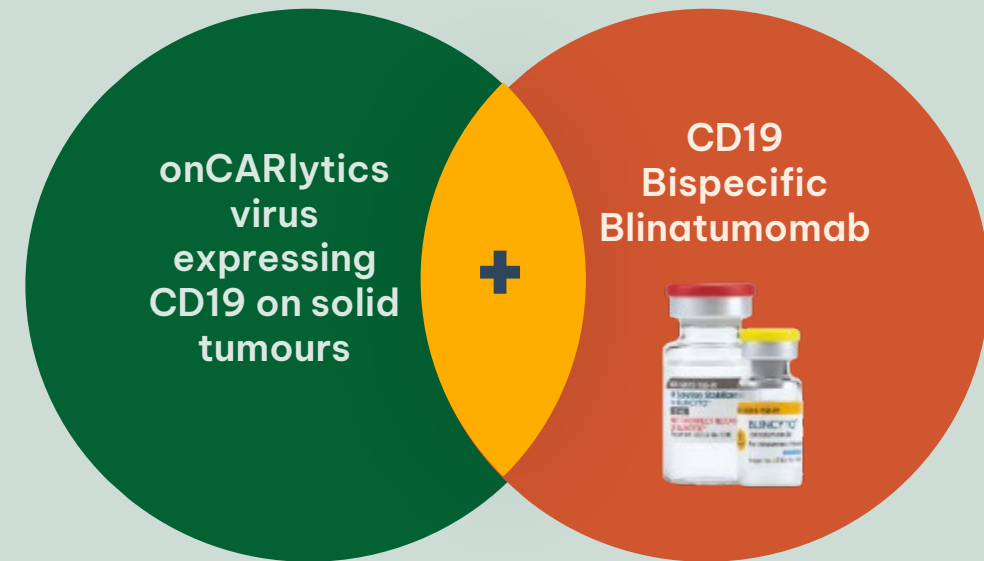 onCARlytics
virus
expressing
CD19 on solid
tumours
+
CD19
Bispecific
Blinatumomab
BLINCYTO